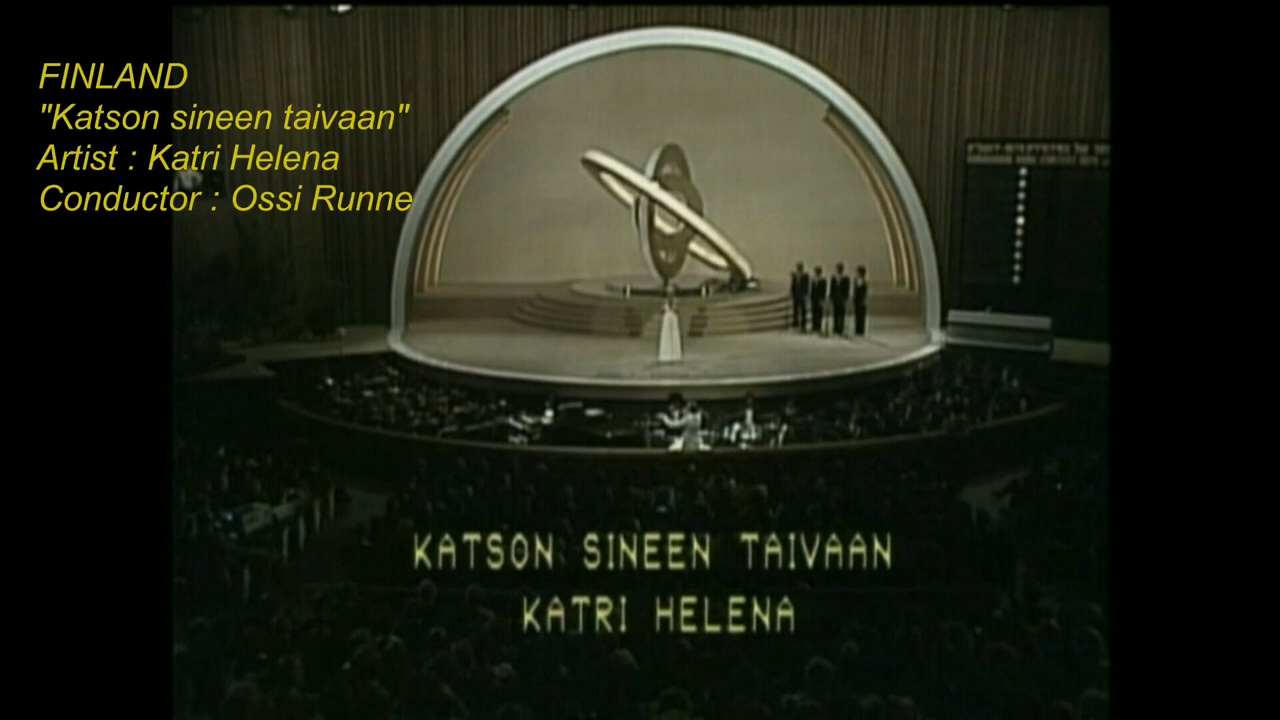 FINLAND
"Katson sineen taivaan"
Artist : Katri Helena
Conductor : Ossi Runne
KATSON SINEEN TAIVAAN
KATRI HELENA